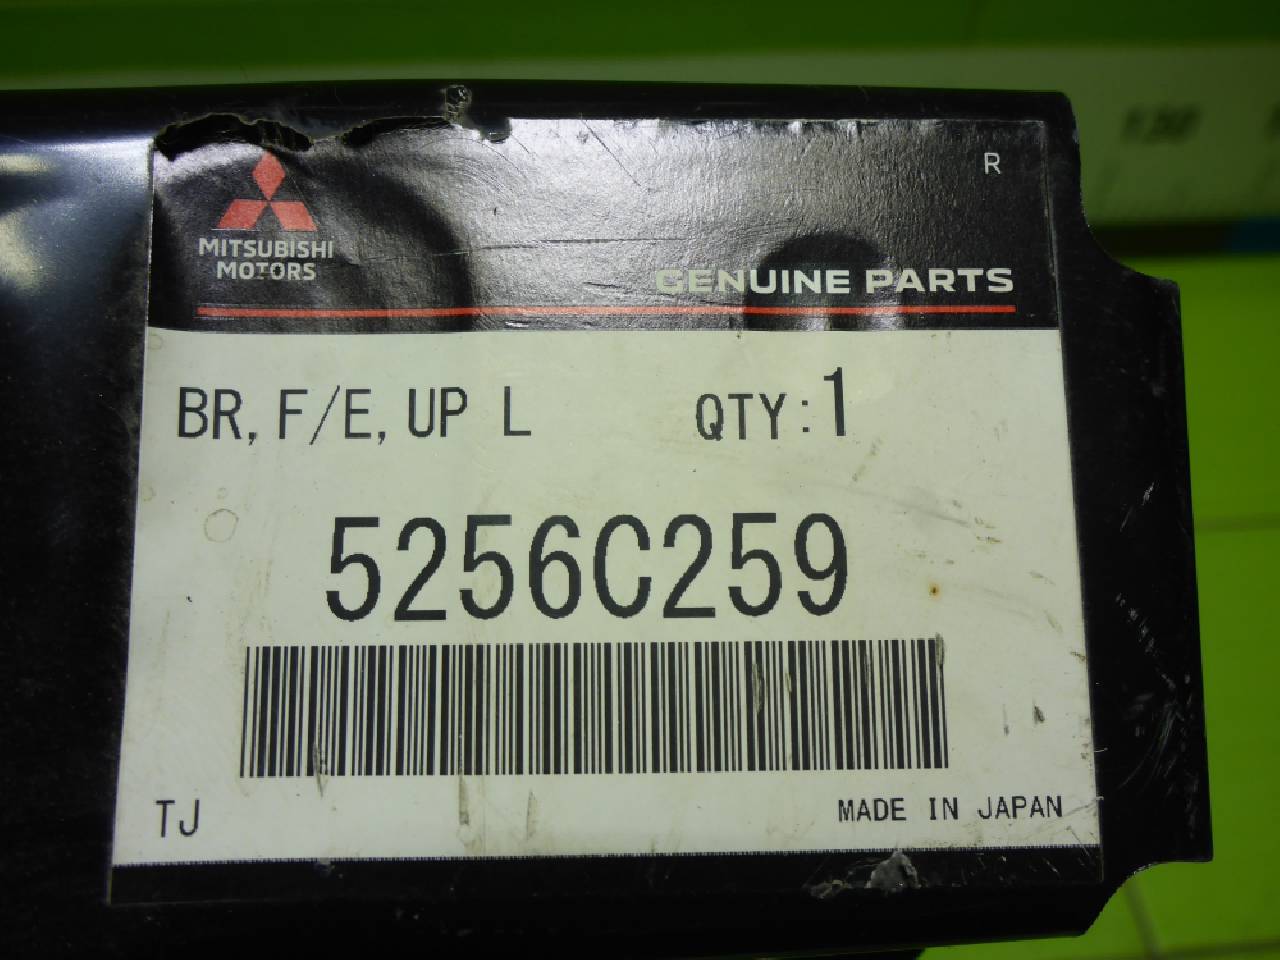 R
MITSUBISHI
MOTORS
GENUINE PARTS
BR, F/E, UP L QTY:1
5256C259
TJ MADE IN JAPAN